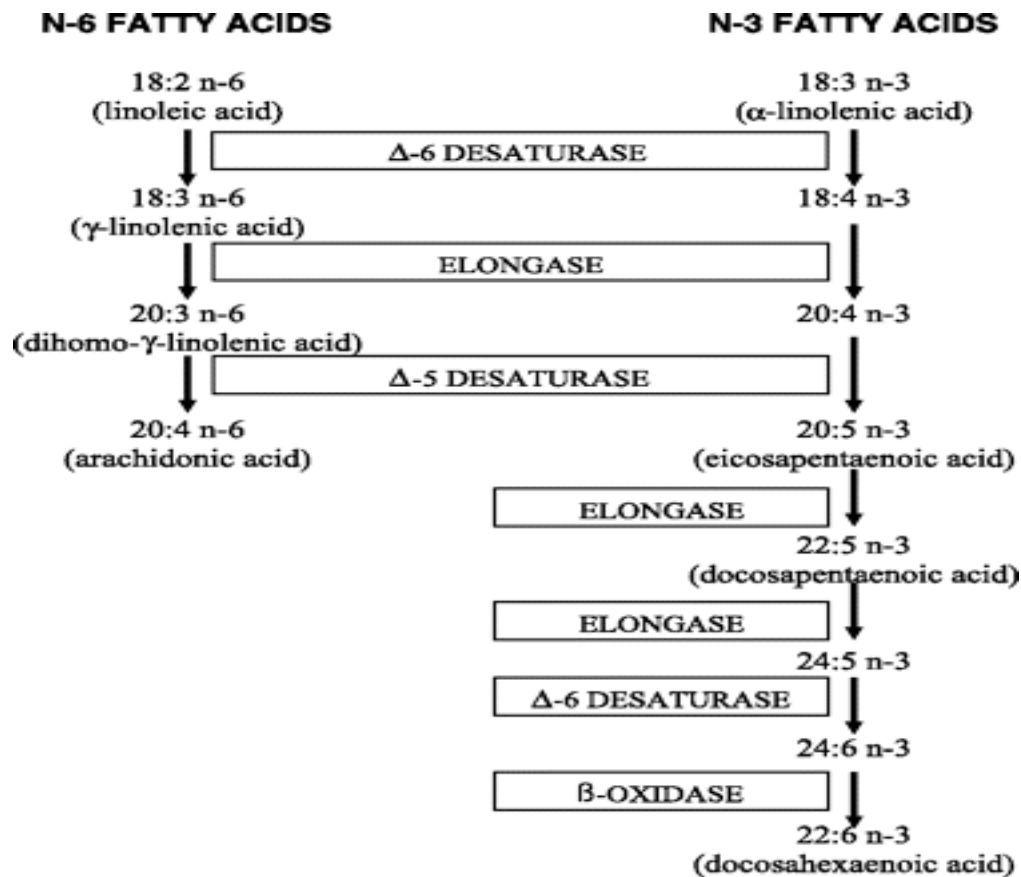 N-6 FATTY ACIDS N-3 FATTY ACIDS
18:2 n-6 18:3 n-3
(linoleic acid) (α-linolenic acid)
Δ-6 DESATURASE
18:3 n-6 18:4 n-3
(γ-linolenic acid)
ELONGASE
20:3 n-6 20:4 n-3
(dihomo-γ-linolenic acid)
Δ-5 DESATURASE
20:4 n-6 20:5 n-3
(arachidonic acid) (eicosapentaenoic acid)
ELONGASE
22:5 n-3
(docosapentaenoic acid)
ELONGASE
24:5 n-3
Δ-6 DESATURASE
24:6 n-3
ß-OXIDASE
22:6 n-3
(docosahexaenoic acid)